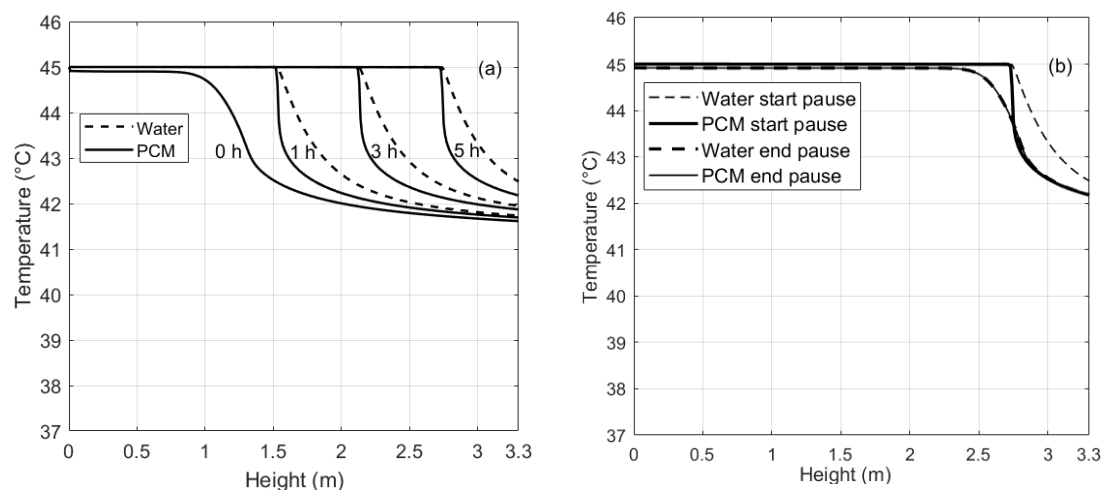 46
45
44
43
42
41
40
39
38
37
Temperature (°C)
(a)
Water
PCM
0 h
1 h
3 h
5 h
0
0.5
1
1.5
2
2.5
3
3.3
Height (m)
46
45
44
43
42
41
40
39
38
37
Temperature (°C)
(b)
Water start pause
PCM start pause
Water end pause
PCM end pause
0
0.5
1
1.5
2
2.5
3
3.3
Height (m)